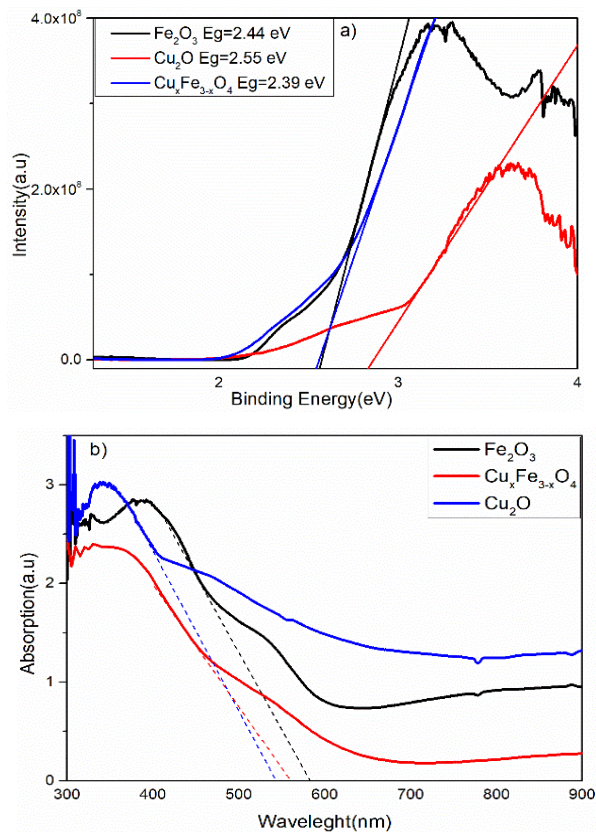 a)
Fe₂O₃ Eg=2.44 eV
Cu₂O Eg=2.55 eV
CuₓFe₃₋ₓO₄ Eg=2.39 eV
4.0x10⁸
2.0x10⁸
0.0
Intensity(a.u)
2 3 4
Binding Energy(eV)
b)
Fe₂O₃
CuₓFe₃₋ₓO₄
Cu₂O
3
2
1
0
Absorption(a.u)
300 400 500 600 700 800 900
Waveleght(nm)